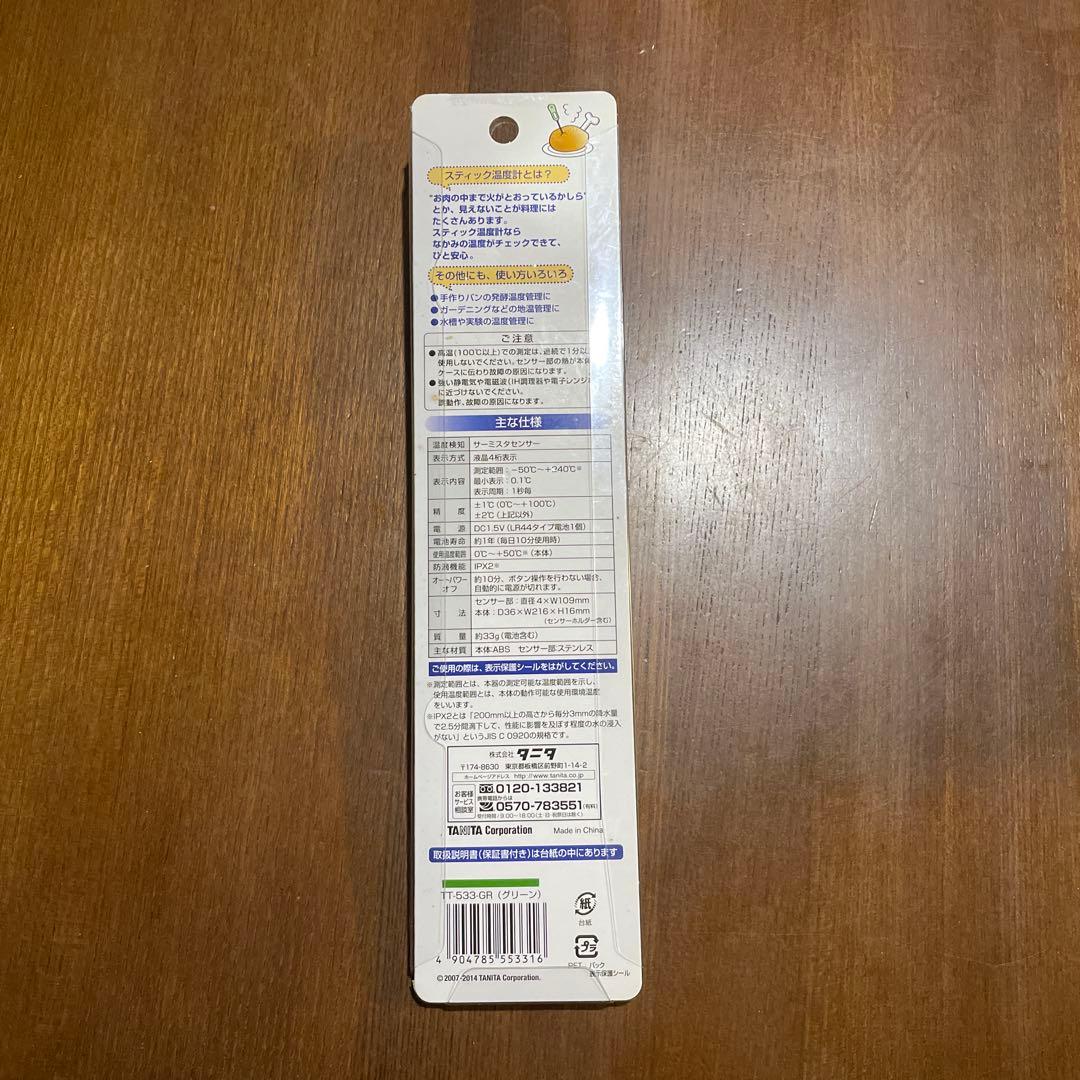 スティック温度計とは?
"お肉の中まで火がとおっているかしら"
とか、見えないことが料理には
たくさんあります。
スティック温度計なら
なかみの温度がチェックできて、
ひと安心。
その他にも、使い方いろいろ
●手作りパンの発酵温度管理に
●ガーデニングなどの地温管理に
●水槽や実験の温度管理に
ご注意
●高温(100℃以上)での測定は、連続で1分以
使用しないでください。センサー部の熱が本体
ケースに伝わり故障の原因になります。
●強い静電気や電磁波(IH調理器や電子レンジ
に近づけないでください。
誤動作、故障の原因になります。
主な仕様
温度検知 サーミスタセンサー
表示方式 液晶4桁表示
表示内容 測定範囲:−50℃〜+340℃※
最小表示:0.1℃
表示周期:1秒毎
精度 ±1℃(0℃〜+100℃)
±2℃(上記以外)
電源 DC1.5V(LR44タイプ電池1個)
電池寿命 約1年(毎日10分使用時)
使用温度範囲 0℃〜+50℃※(本体)
防滴機能 IPX2※
オートパワーオフ 約10分、ボタン操作を行わない場合、
自動的に電源が切れます。
寸法 センサー部:直径4×W109mm
本体:D36×W216×H16mm
(センサーホルダー含む)
質量 約33g(電池含む)
主な材質 本体:ABS センサー部:ステンレス
ご使用の際は、表示保護シールをはがしてください。
※測定範囲とは、本器の測定可能な温度範囲を示し、
使用温度範囲とは、本体の動作可能な使用環境温度
をいいます。
※IPX2とは「200mm以上の高さから毎分3mmの降水量
で2.5分間滴下して、性能に影響を及ぼす程度の水の浸入
がない」というJIS C 0920の規格です。
株式会社 タニタ
〒174-8630 東京都板橋区前野町1-14-2
ホームページアドレス http://www.tanita.co.jp
お客様サービス相談室
0120-133821
携帯電話からは
0570-783551(有料)
受付時間/9:00〜18:00(土・日・祝祭日は除く)
TANITA Corporation Made in China
取扱説明書(保証書付き)は台紙の中にあります
TT-533-GR(グリーン)
紙
台紙
プラ
PET パック
表示保護シール
4 904785 553316
©2007-2014 TANITA Corporation.